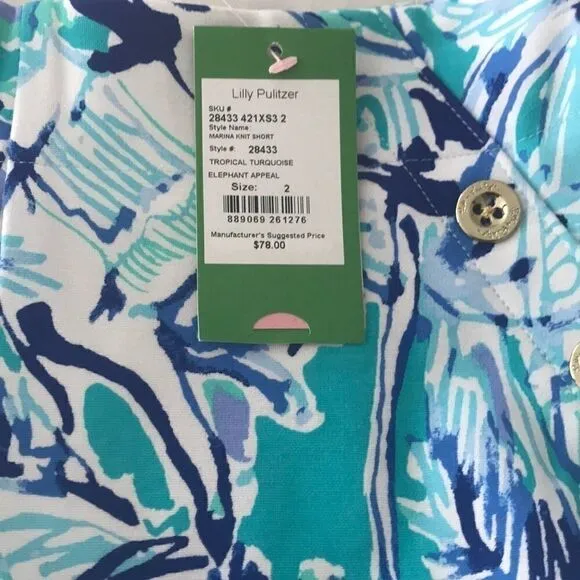 Lilly Pulitzer
SKU #
28433 421XS3 2
Style Name:
MARINA KNIT SHORT
Style #: 28433
TROPICAL TURQUOISE
ELEPHANT APPEAL
Size: 2
889069 261276
Manufacturer's Suggested Price
$78.00